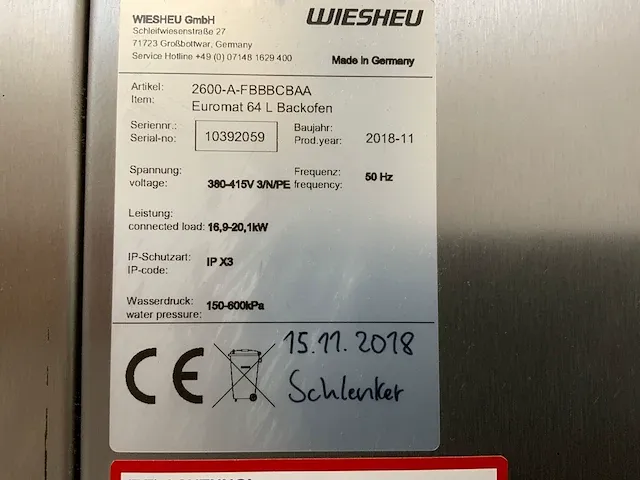 WIESHEU GmbH
Schleifwiesenstraße 27
71723 Großbottwar, Germany
Service Hotline +49 (0) 07148 1629 400
WIESHEU
Made in Germany
Artikel: 2600-A-FBBBCBAA
Item: Euromat 64 L Backofen
Seriennr.:
Serial-no: 10392059
Baujahr:
Prod.year: 2018-11
Spannung:
voltage: 380-415V 3/N/PE
Frequenz:
frequency: 50 Hz
Leistung:
connected load: 16,9-20,1kW
IP-Schutzart:
IP-code: IP X3
Wasserdruck:
water pressure: 150-600kPa
CE
15.11.2018
Schlenker